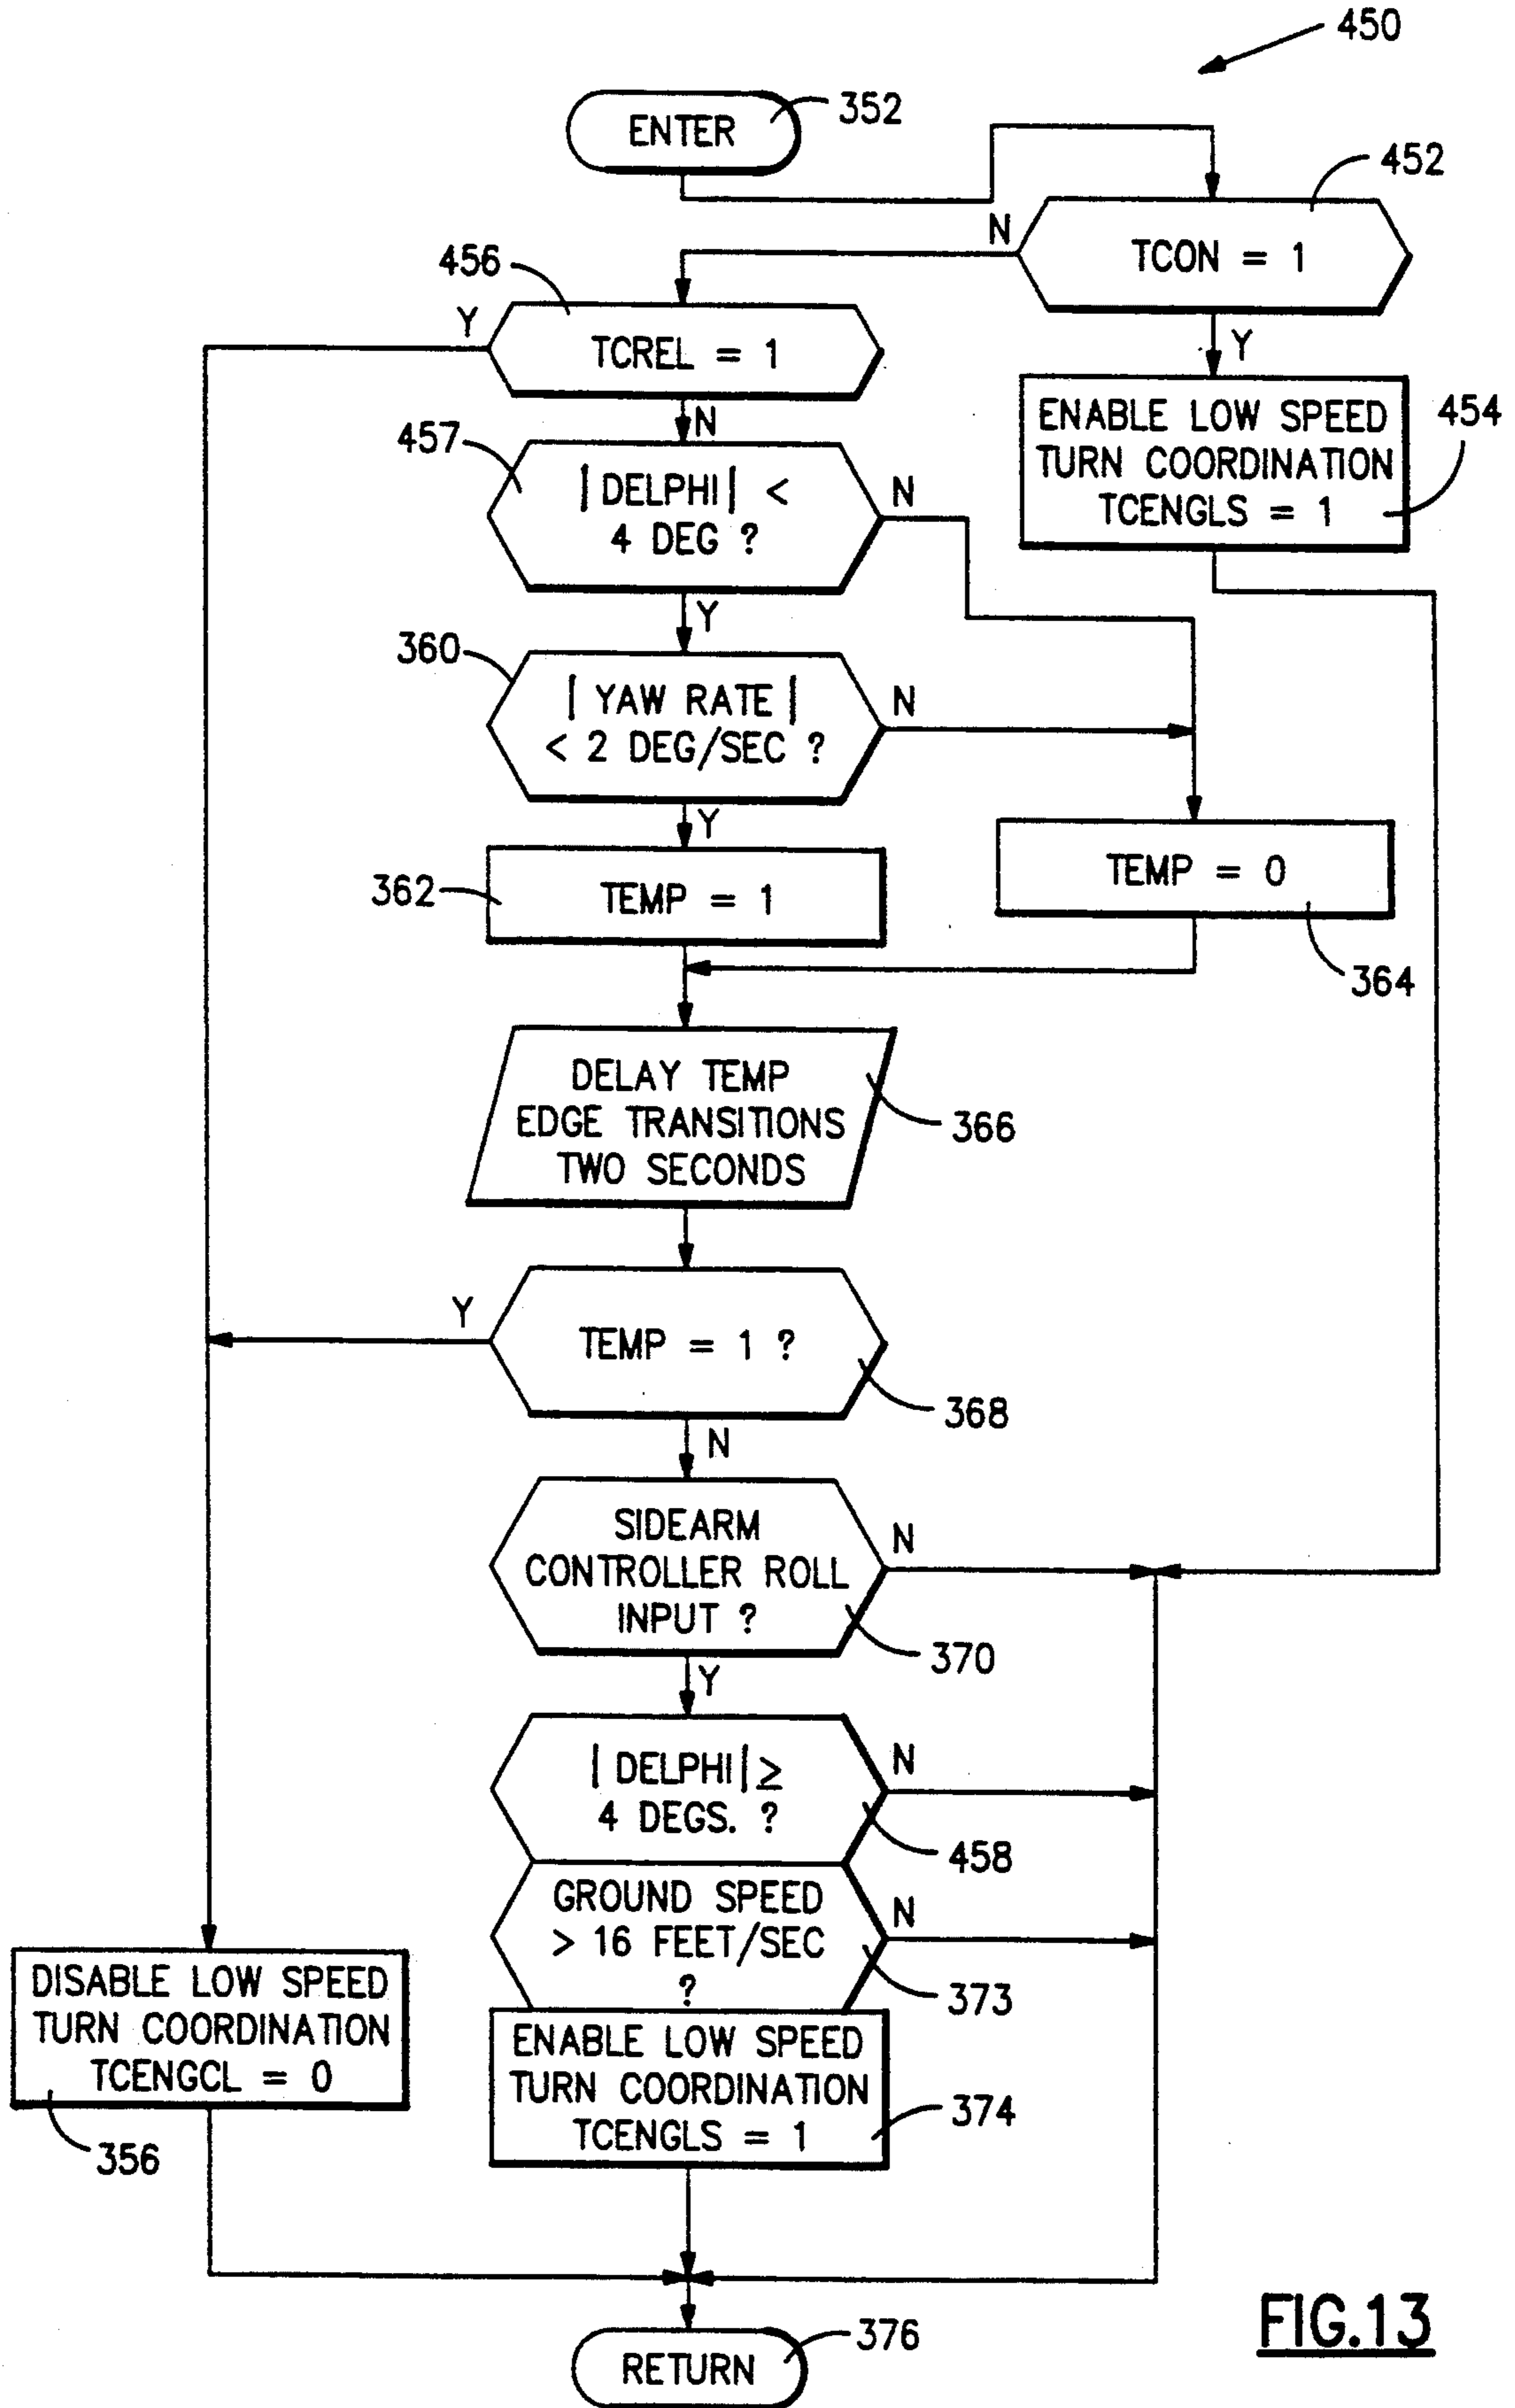 450
ENTER
352
452
N
TCON = 1
456
Y
TCREL = 1
Y
N
ENABLE LOW SPEED
TURN COORDINATION
TCENGLS = 1
454
457
| DELPHI | <
4 DEG ?
N
Y
360
| YAW RATE |
< 2 DEG/SEC ?
N
Y
362
TEMP = 1
TEMP = 0
364
DELAY TEMP
EDGE TRANSITIONS
TWO SECONDS
366
Y
TEMP = 1 ?
368
N
SIDEARM
CONTROLLER ROLL
INPUT ?
N
370
Y
| DELPHI | ≥
4 DEGS. ?
N
458
GROUND SPEED
> 16 FEET/SEC
?
N
373
DISABLE LOW SPEED
TURN COORDINATION
TCENGCL = 0
356
ENABLE LOW SPEED
TURN COORDINATION
TCENGLS = 1
374
RETURN
376
FIG.13